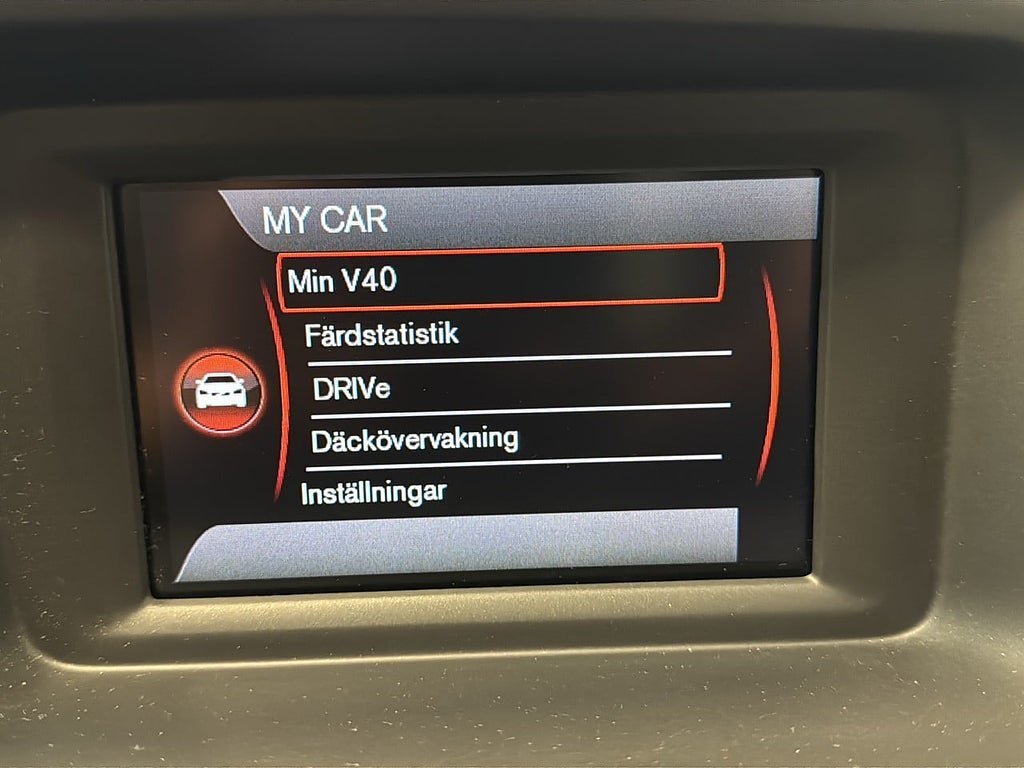 MY CAR
Min V40
Färdstatistik
DRIVe
Däckövervakning
Inställningar